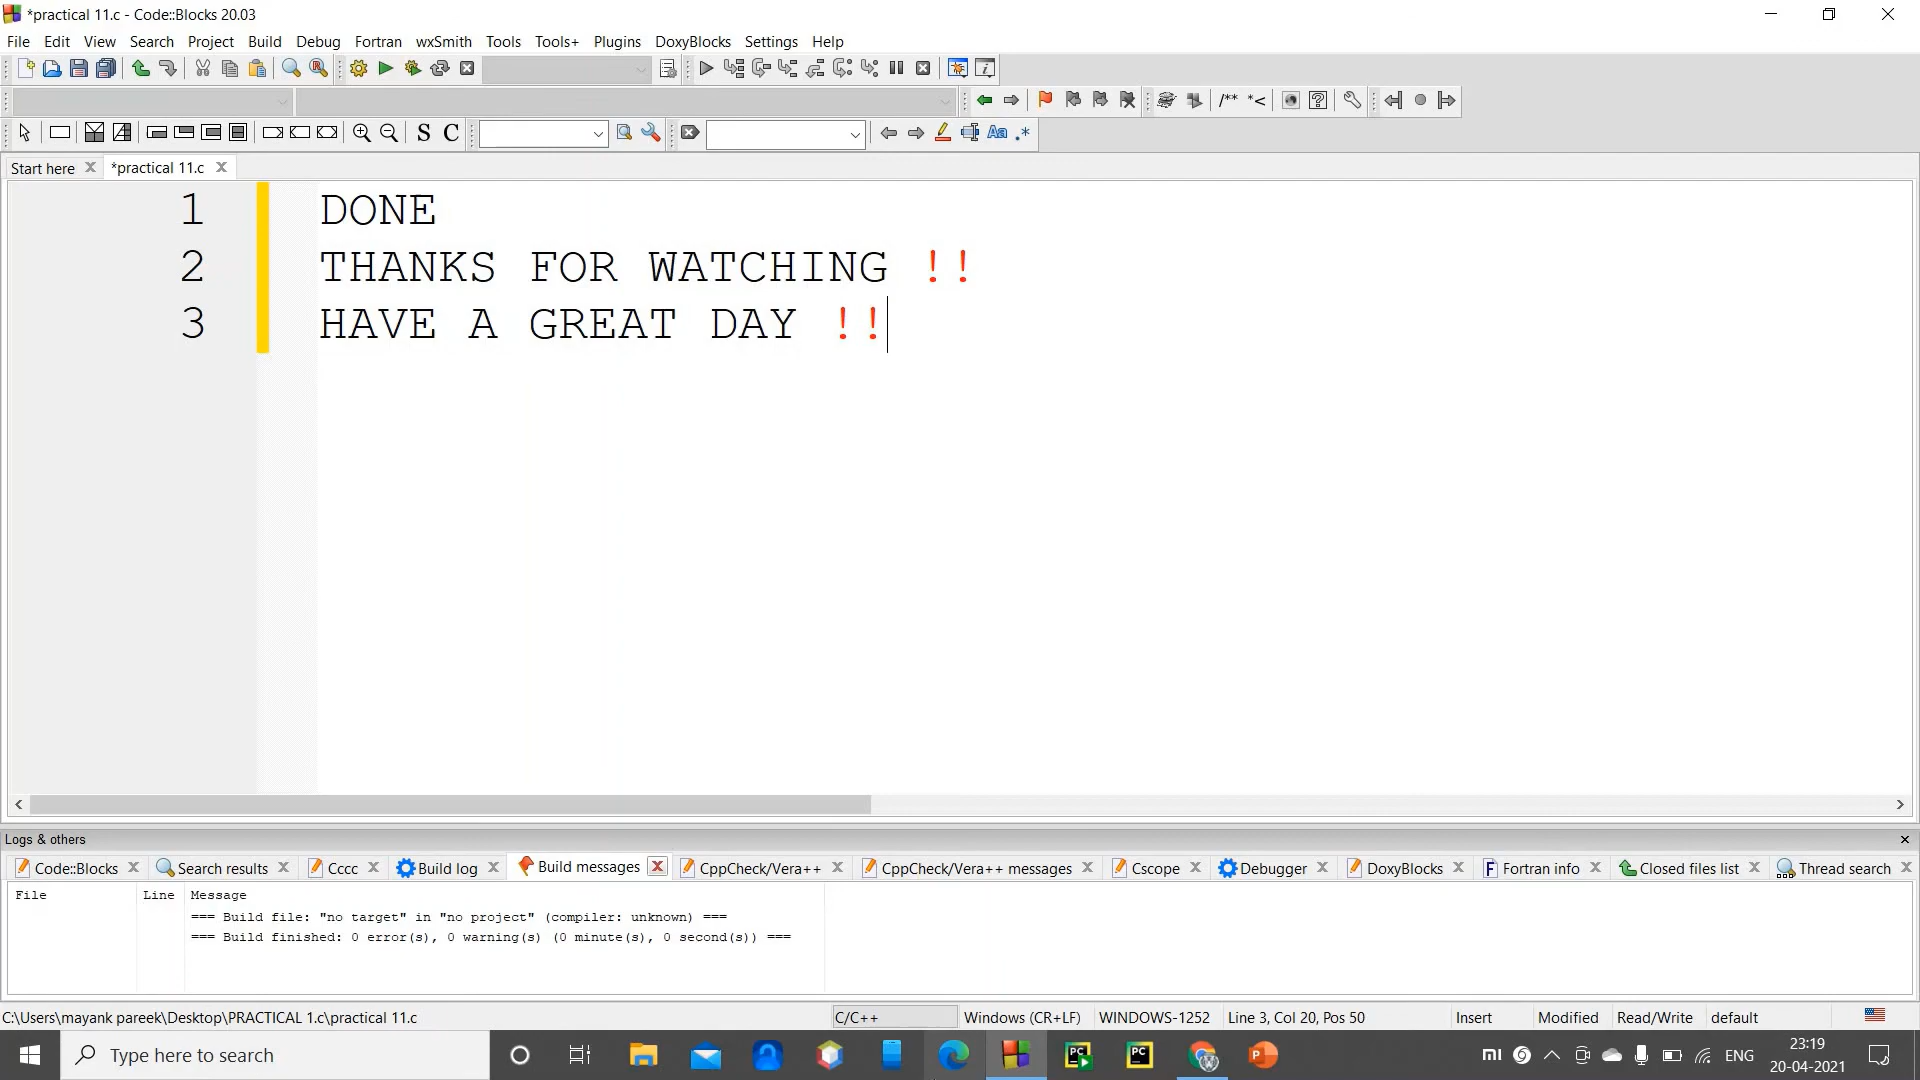 *practical 11.c - Code::Blocks 20.03
File Edit View Search Project Build Debug Fortran wxSmith Tools Tools+ Plugins DoxyBlocks Settings Help
/** *<
S C Aa .*
Start here *practical 11.c
1 DONE
2 THANKS FOR WATCHING !!
3 HAVE A GREAT DAY !!
Logs & others
Code::Blocks Search results Cccc Build log Build messages CppCheck/Vera++ CppCheck/Vera++ messages Cscope Debugger DoxyBlocks Fortran info Closed files list Thread search
File Line Message
=== Build file: "no target" in "no project" (compiler: unknown) ===
=== Build finished: 0 error(s), 0 warning(s) (0 minute(s), 0 second(s)) ===
C:\Users\mayank pareek\Desktop\PRACTICAL 1.c\practical 11.c C/C++ Windows (CR+LF) WINDOWS-1252 Line 3, Col 20, Pos 50 Insert Modified Read/Write default
Type here to search PC PC mi ENG 23:19
20-04-2021